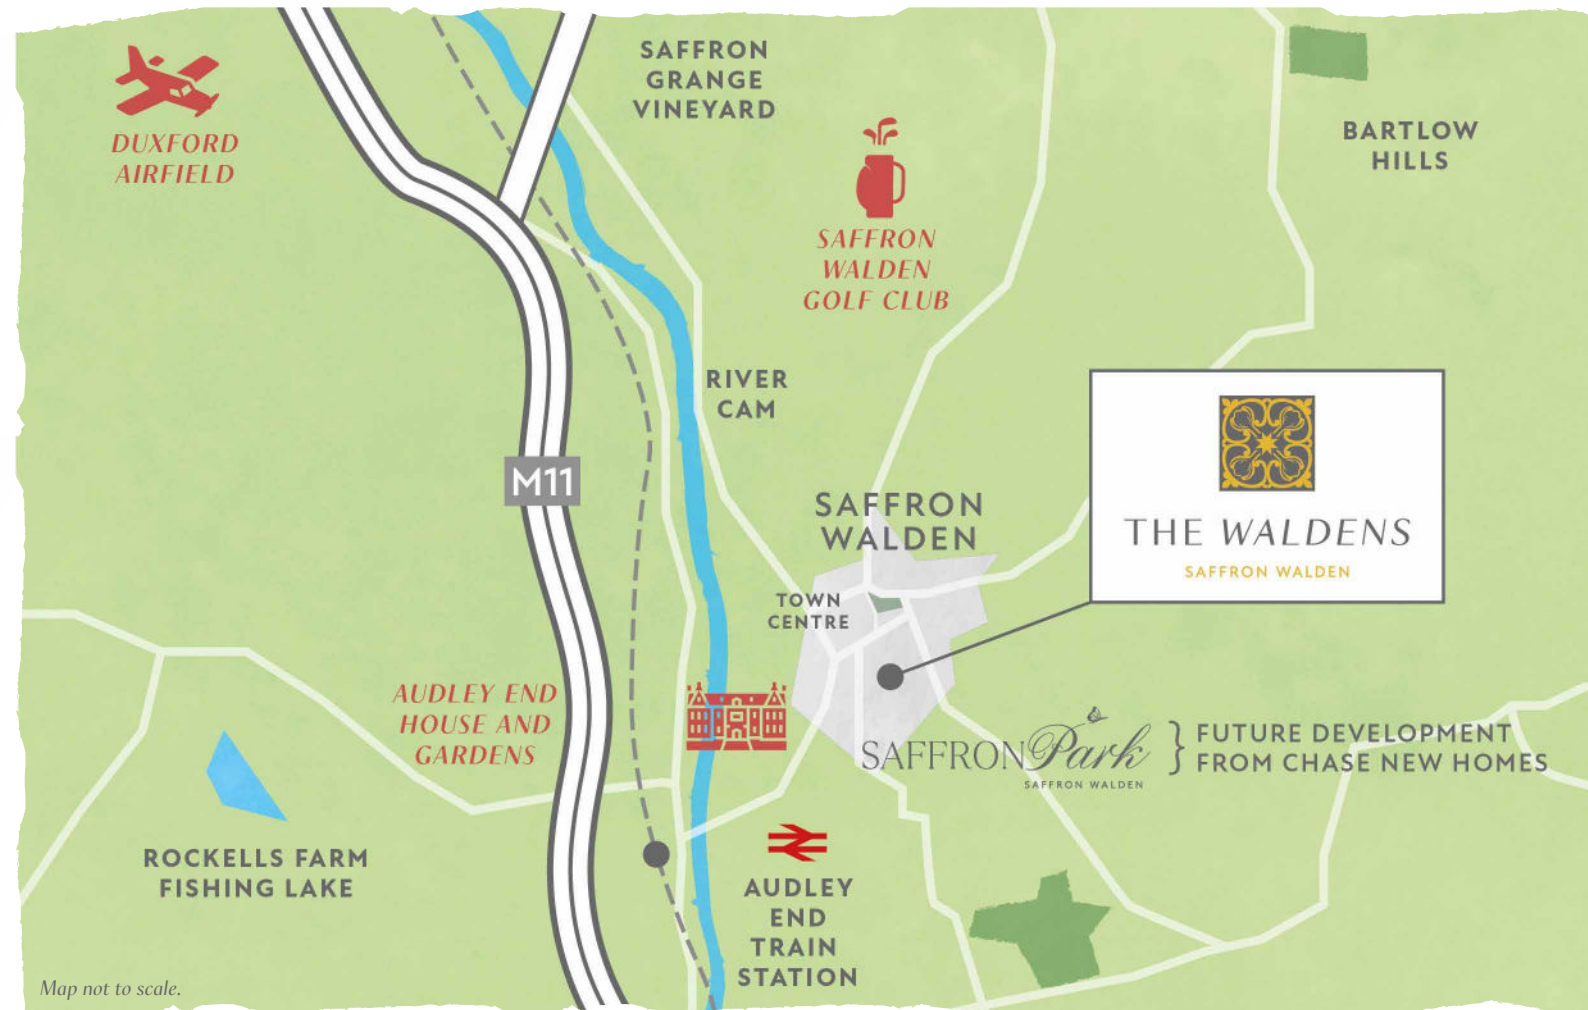 SAFFRON
GRANGE
VINEYARD
DUXFORD
AIRFIELD
BARTLOW
HILLS
SAFFRON
WALDEN
GOLF CLUB
RIVER
CAM
M11
SAFFRON
WALDEN
THE WALDENS
SAFFRON WALDEN
TOWN
CENTRE
AUDLEY END
HOUSE AND
GARDENS
SAFFRON Park
SAFFRON WALDEN
FUTURE DEVELOPMENT
FROM CHASE NEW HOMES
ROCKELLS FARM
FISHING LAKE
AUDLEY
END
TRAIN
STATION
Map not to scale.